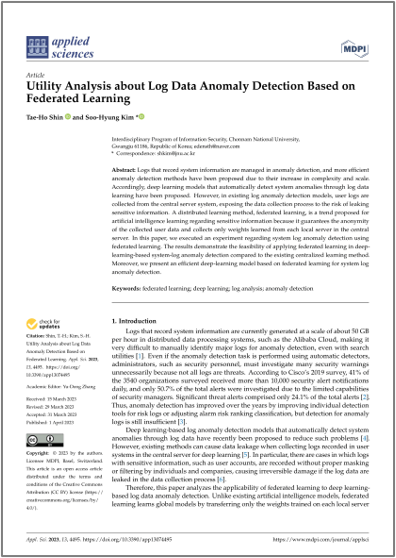 applied
sciences
MDPI
Article
Utility Analysis about Log Data Anomaly Detection Based on
Federated Learning
Tae-Ho Shin and Soo-Hyung Kim *
Interdisciplinary Program of Information Security, Chonnam National University,
Gwangju 61186, Republic of Korea;
* Correspondence: shkim@jnu.ac.kr
Abstract: Logs that record system information are managed in anomaly detection, and more efficient
anomaly detection methods have been proposed due to their increase in complexity and scale.
Accordingly, deep learning models that automatically detect system anomalies through log data
learning have been proposed. However, in existing log anomaly detection models, user logs are
collected from the central server system, exposing the data collection process to the risk of leaking
sensitive information. A distributed learning method, federated learning, is a trend proposed for
artificial intelligence learning regarding sensitive information because it guarantees the anonymity
of the collected user data and collects only weights learned from each local server in the central
server. In this paper, we executed an experiment regarding system log anomaly detection using
federated learning. The results demonstrate the feasibility of applying federated learning in deep-
learning-based system-log anomaly detection compared to the existing centralized learning method.
Moreover, we present an efficient deep-learning model based on federated learning for system log
anomaly detection.
Keywords: federated learning; deep learning; log analysis; anomaly detection
check for
updates
Citation: Shin, T.-H.; Kim, S.-H.
Utility Analysis about Log Data
Anomaly Detection Based on
Federated Learning. Appl. Sci. 2023,
13, 4495. https://doi.org/
10.3390/app13074495
Academic Editor: Yu-Dong Zhang
Received: 15 March 2023
Revised: 29 March 2023
Accepted: 31 March 2023
Published: 1 April 2023
Copyright: © 2023 by the authors.
Licensee MDPI, Basel, Switzerland.
This article is an open access article
distributed under the terms and
conditions of the Creative Commons
Attribution (CC BY) license (https://
creativecommons.org/licenses/by/
4.0/).
1. Introduction
Logs that record system information are currently generated at a scale of about 50 GB
per hour in distributed data processing systems, such as the Alibaba Cloud, making it
very difficult to manually identify major logs for anomaly detection, even with search
utilities [1]. Even if the anomaly detection task is performed using automatic detectors,
administrators, such as security personnel, must investigate many security warnings
unnecessarily because not all logs are threats. According to Cisco's 2019 survey, 41% of
the 3540 organizations surveyed received more than 10,000 security alert notifications
daily, and only 50.7% of the total alerts were investigated due to the limited capabilities
of security managers. Significant threat alerts comprised only 24.1% of the total alerts [2].
Thus, anomaly detection has improved over the years by improving individual detection
tools for risk logs or adjusting alarm risk ranking classification, but detection for anomaly
logs is still insufficient [3].
Deep learning-based log anomaly detection models that automatically detect system
anomalies through log data have recently been proposed to reduce such problems [4].
However, existing methods can cause data leakage when collecting logs recorded in user
systems in the central server for deep learning [5]. In particular, there are cases in which logs
with sensitive information, such as user accounts, are recorded without proper masking
or filtering by individuals and companies, causing irreversible damage if the log data are
leaked in the data collection process [6].
Therefore, this paper analyzes the applicability of federated learning to deep learning-
based log data anomaly detection. Unlike existing artificial intelligence models, federated
learning learns global models by transferring only the weights trained on each local server
Appl. Sci. 2023, 13, 4495. https://doi.org/10.3390/app13074495
https://www.mdpi.com/journal/applsci